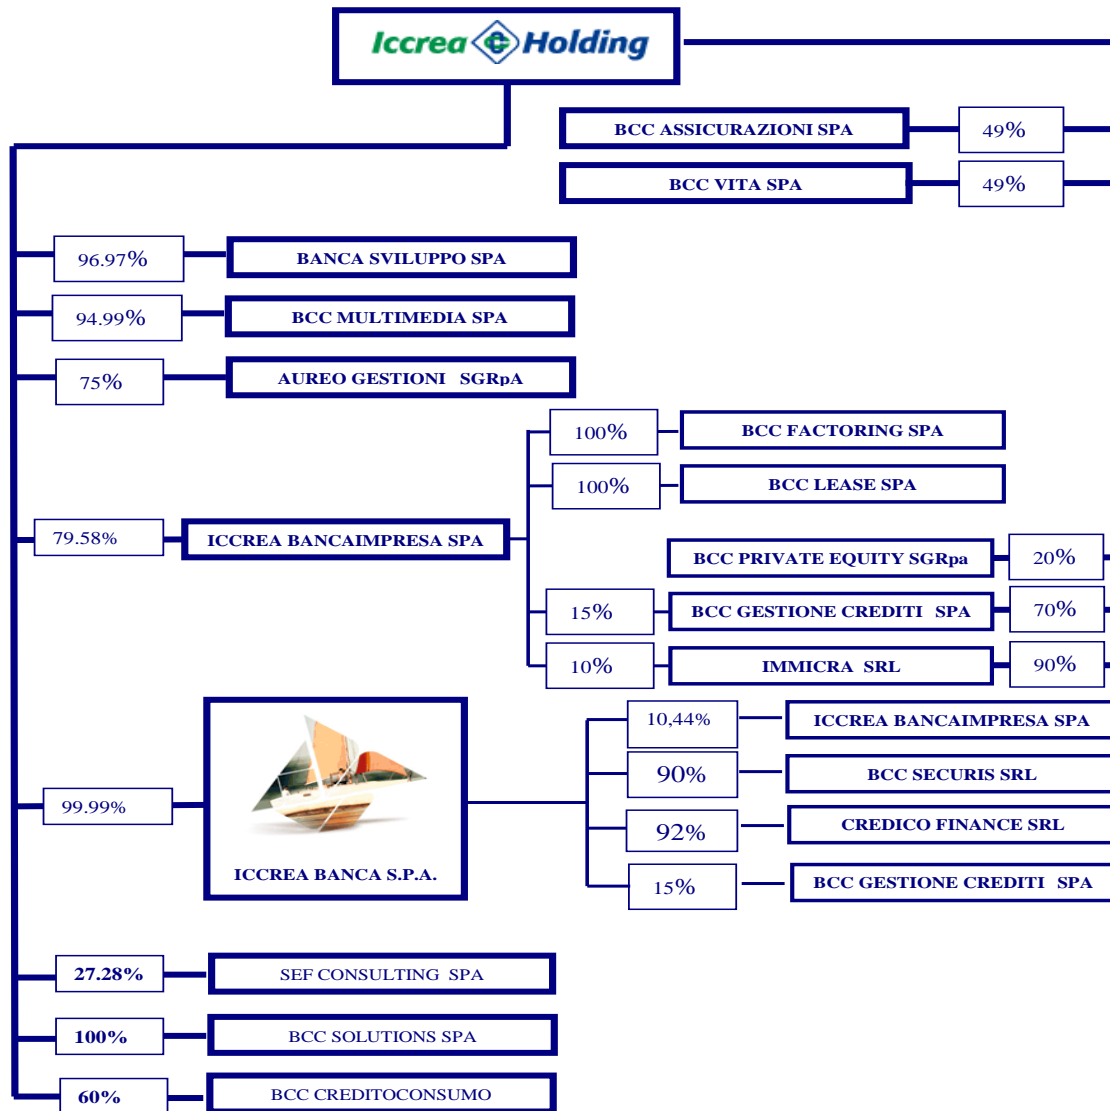 Iccrea Holding
BCC ASSICURAZIONI SPA 49%
BCC VITA SPA 49%
96.97% BANCA SVILUPPO SPA
94.99% BCC MULTIMEDIA SPA
75% AUREO GESTIONI SGRpA
100% BCC FACTORING SPA
100% BCC LEASE SPA
79.58% ICCREA BANCAIMPRESA SPA
BCC PRIVATE EQUITY SGRpa 20%
15% BCC GESTIONE CREDITI SPA 70%
10% IMMICRA SRL 90%
10,44% ICCREA BANCAIMPRESA SPA
90% BCC SECURIS SRL
99.99%
92% CREDICO FINANCE SRL
ICCREA BANCA S.P.A.
15% BCC GESTIONE CREDITI SPA
27.28% SEF CONSULTING SPA
100% BCC SOLUTIONS SPA
60% BCC CREDITOCONSUMO